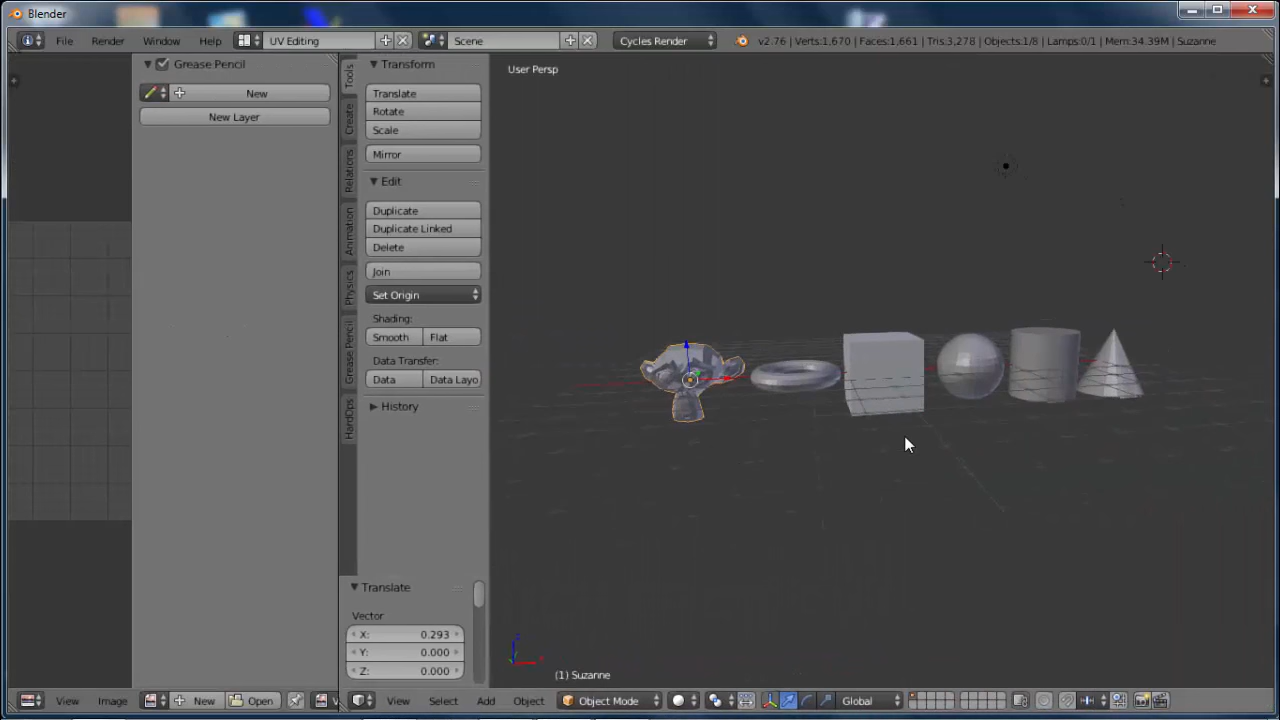 Blender
File Render Window Help UV Editing Scene Cycles Render v2.76 | Verts:1,670 | Faces:1,661 | Tris:3,278 | Objects:1/8 | Lamps:0/1 | Mem:34.39M | Suzanne
Grease Pencil
New
New Layer
Tools
Create
Relations
Animation
Physics
Grease Pencil
HardOps
Transform
Translate
Rotate
Scale
Mirror
Edit
Duplicate
Duplicate Linked
Delete
Join
Set Origin
Shading:
Smooth Flat
Data Transfer:
Data Data Layo
History
Translate
Vector
X: 0.293
Y: 0.000
Z: 0.000
User Persp
(1) Suzanne
View Image New Open V View Select Add Object Object Mode Global